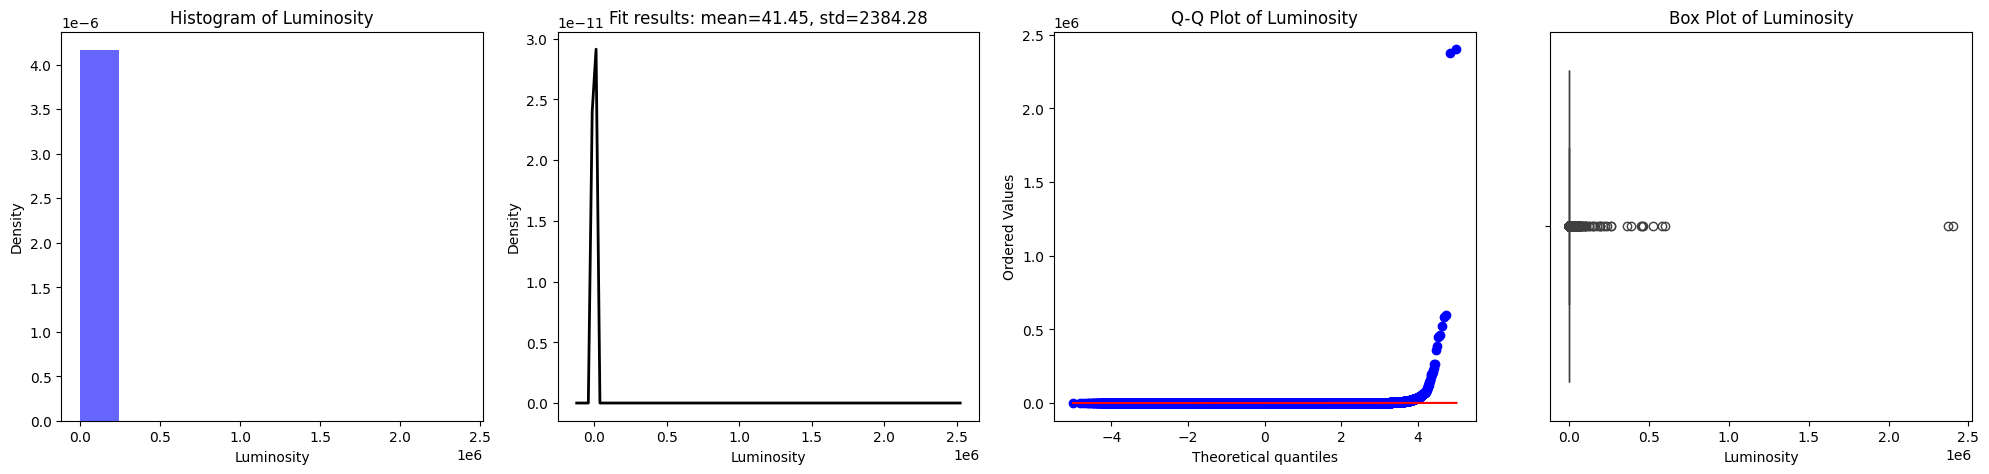 Histogram of Luminosity
1e−6
4.0
3.5
3.0
2.5
2.0
1.5
1.0
0.5
0.0
Density
0.0 0.5 1.0 1.5 2.0 2.5
1e6
Luminosity
Fit results: mean=41.45, std=2384.28
1e−11
3.0
2.5
2.0
1.5
1.0
0.5
0.0
Density
0.0 0.5 1.0 1.5 2.0 2.5
1e6
Luminosity
Q-Q Plot of Luminosity
1e6
2.5
2.0
1.5
1.0
0.5
0.0
Ordered Values
−4 −2 0 2 4
Theoretical quantiles
Box Plot of Luminosity
0.0 0.5 1.0 1.5 2.0 2.5
1e6
Luminosity